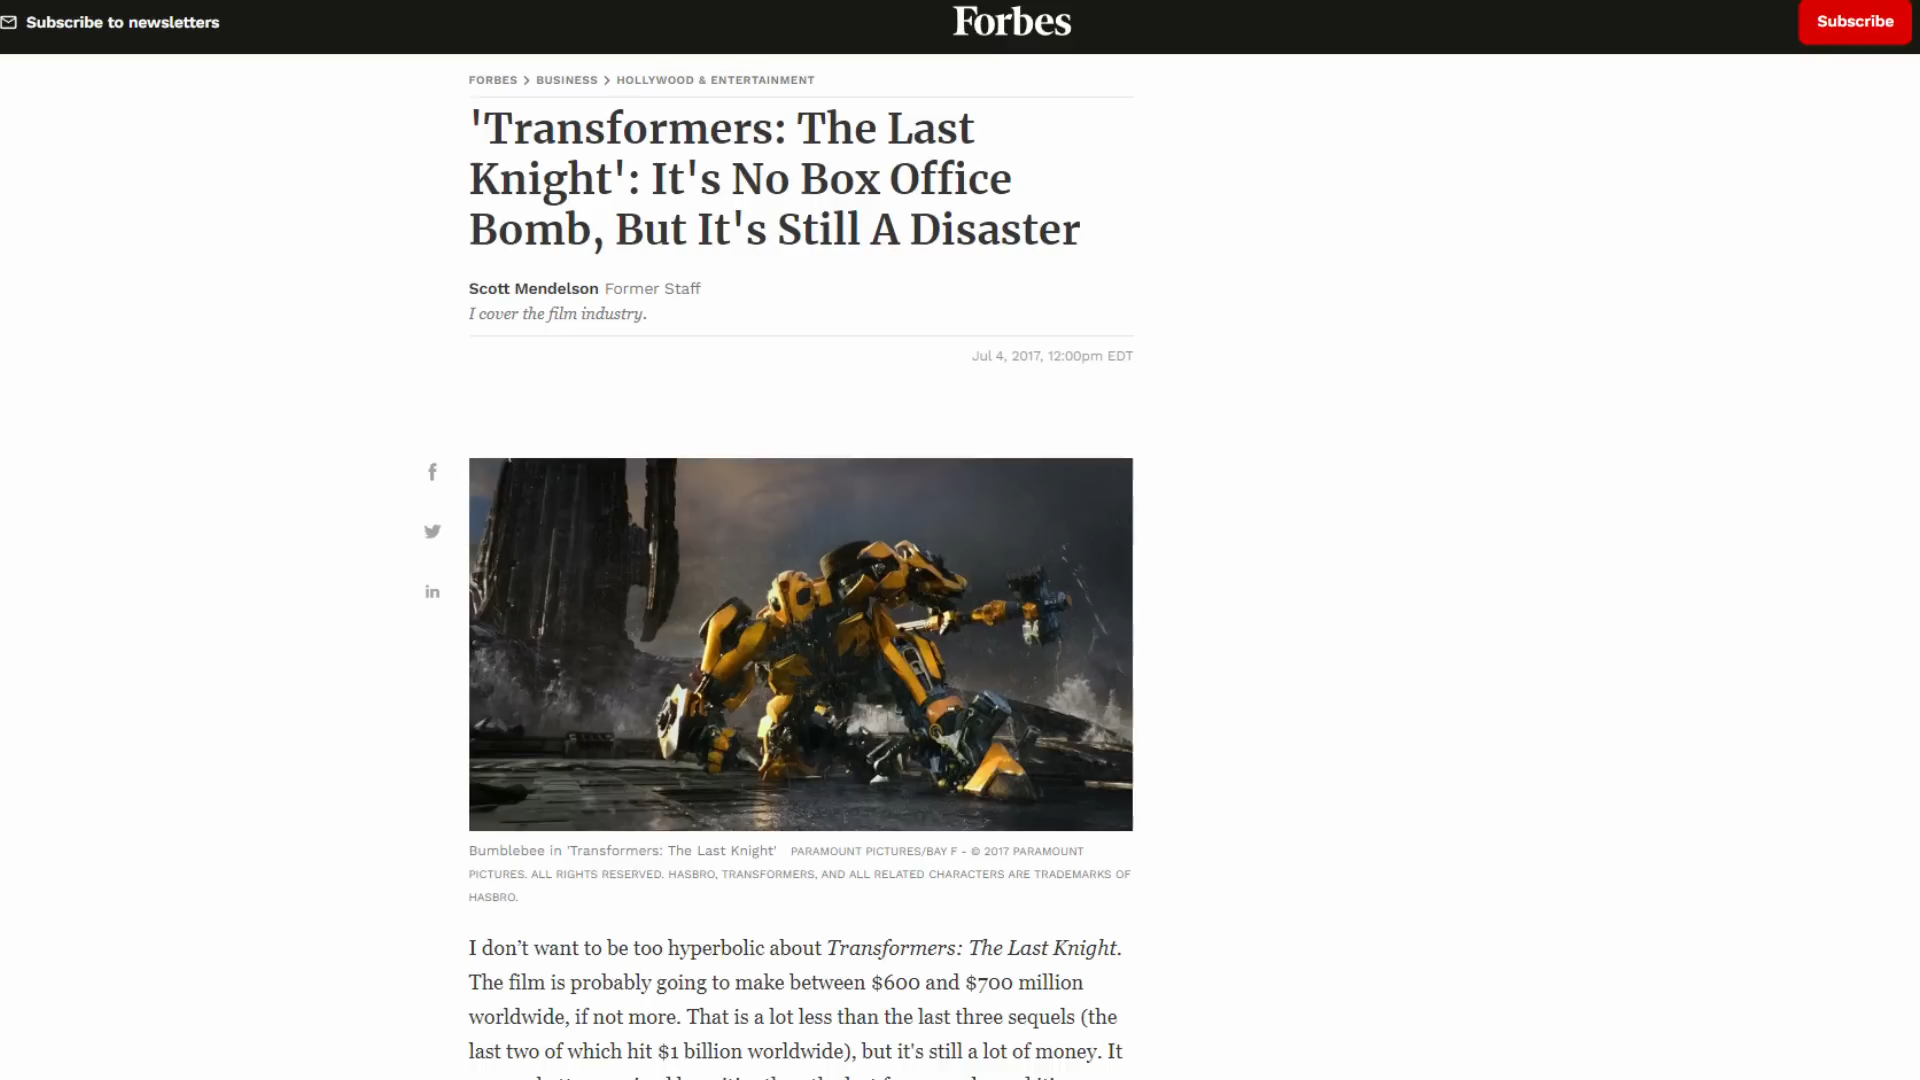 Subscribe to newsletters
Forbes
Subscribe
FORBES > BUSINESS > HOLLYWOOD & ENTERTAINMENT
'Transformers: The Last
Knight': It's No Box Office
Bomb, But It's Still A Disaster
Scott Mendelson Former Staff
I cover the film industry.
Jul 4, 2017, 12:00pm EDT
Bumblebee in 'Transformers: The Last Knight' PARAMOUNT PICTURES/BAY F - © 2017 PARAMOUNT
PICTURES. ALL RIGHTS RESERVED. HASBRO, TRANSFORMERS, AND ALL RELATED CHARACTERS ARE TRADEMARKS OF
HASBRO.
I don’t want to be too hyperbolic about Transformers: The Last Knight.
The film is probably going to make between $600 and $700 million
worldwide, if not more. That is a lot less than the last three sequels (the
last two of which hit $1 billion worldwide), but it's still a lot of money. It